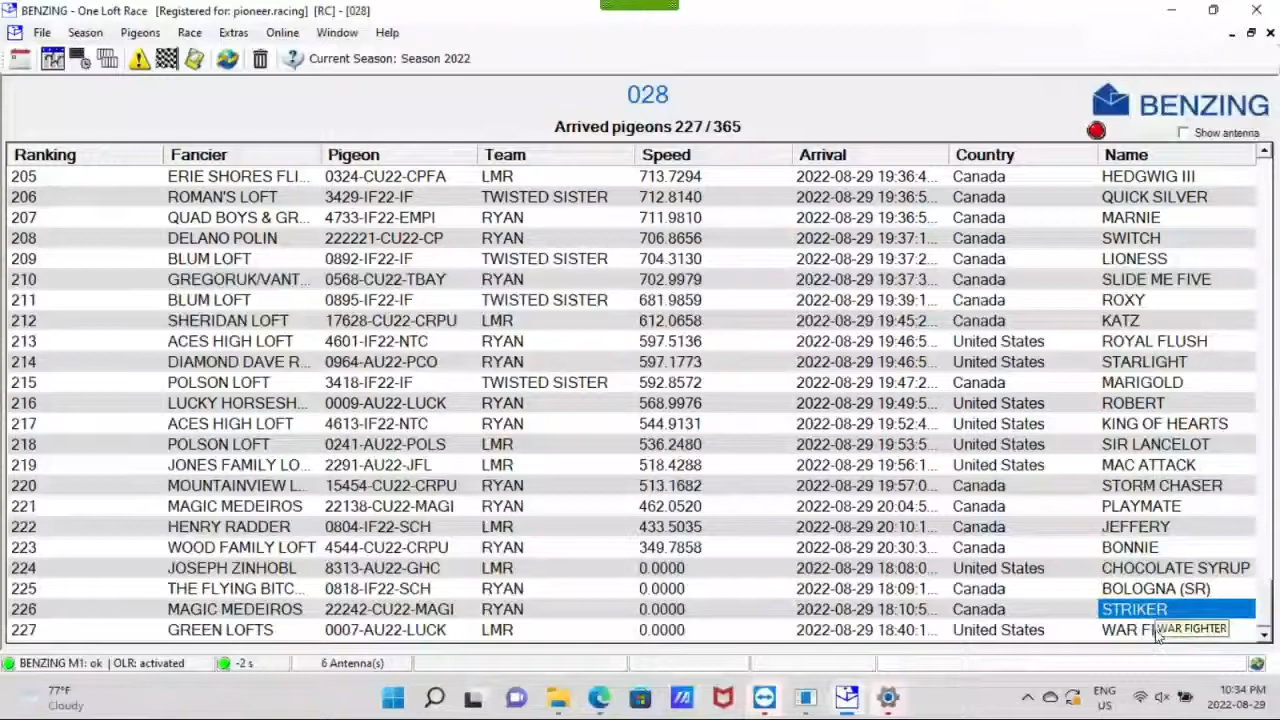 BENZING - One Loft Race [Registered for: pioneer.racing] [RC] - [028]
File Season Pigeons Race Extras Online Window Help
Current Season: Season 2022
028
BENZING
Arrived pigeons 227 / 365
Show antenna
Ranking Fancier Pigeon Team Speed Arrival Country Name
205 ERIE SHORES FLI... 0324-CU22-CPFA LMR 713.7294 2022-08-29 19:36:4... Canada HEDGWIG III
206 ROMAN'S LOFT 3429-IF22-IF TWISTED SISTER 712.8140 2022-08-29 19:36:5... Canada QUICK SILVER
207 QUAD BOYS & GR... 4733-IF22-EMPI RYAN 711.9810 2022-08-29 19:36:5... Canada MARNIE
208 DELANO POLIN 222221-CU22-CP RYAN 706.8656 2022-08-29 19:37:1... Canada SWITCH
209 BLUM LOFT 0892-IF22-IF TWISTED SISTER 704.3130 2022-08-29 19:37:2... Canada LIONESS
210 GREGORUK/VANT... 0568-CU22-TBAY RYAN 702.9979 2022-08-29 19:37:3... Canada SLIDE ME FIVE
211 BLUM LOFT 0895-IF22-IF TWISTED SISTER 681.9859 2022-08-29 19:39:1... Canada ROXY
212 SHERIDAN LOFT 17628-CU22-CRPU LMR 612.0658 2022-08-29 19:45:2... Canada KATZ
213 ACES HIGH LOFT 4601-IF22-NTC RYAN 597.5136 2022-08-29 19:46:5... United States ROYAL FLUSH
214 DIAMOND DAVE R... 0964-AU22-PCO RYAN 597.1773 2022-08-29 19:46:5... United States STARLIGHT
215 POLSON LOFT 3418-IF22-IF TWISTED SISTER 592.8572 2022-08-29 19:47:2... Canada MARIGOLD
216 LUCKY HORSESH... 0009-AU22-LUCK RYAN 568.9976 2022-08-29 19:49:5... United States ROBERT
217 ACES HIGH LOFT 4613-IF22-NTC RYAN 544.9131 2022-08-29 19:52:4... United States KING OF HEARTS
218 POLSON LOFT 0241-AU22-POLS LMR 536.2480 2022-08-29 19:53:5... United States SIR LANCELOT
219 JONES FAMILY LO... 2291-AU22-JFL LMR 518.4288 2022-08-29 19:56:1... United States MAC ATTACK
220 MOUNTAINVIEW L... 15454-CU22-CRPU RYAN 513.1682 2022-08-29 19:57:0... Canada STORM CHASER
221 MAGIC MEDEIROS 22138-CU22-MAGI RYAN 462.0520 2022-08-29 20:04:5... Canada PLAYMATE
222 HENRY RADDER 0804-IF22-SCH LMR 433.5035 2022-08-29 20:10:1... Canada JEFFERY
223 WOOD FAMILY LOFT 4544-CU22-CRPU RYAN 349.7858 2022-08-29 20:30:3... Canada BONNIE
224 JOSEPH ZINHOBL 8313-AU22-GHC LMR 0.0000 2022-08-29 18:08:0... United States CHOCOLATE SYRUP
225 THE FLYING BITC... 0818-IF22-SCH RYAN 0.0000 2022-08-29 18:09:1... Canada BOLOGNA (SR)
226 MAGIC MEDEIROS 22242-CU22-MAGI RYAN 0.0000 2022-08-29 18:10:5... Canada STRIKER
227 GREEN LOFTS 0007-AU22-LUCK LMR 0.0000 2022-08-29 18:40:1... United States WAR FI
WAR FIGHTER
BENZING M1: ok | OLR: activated -2 s 6 Antenna(s)
77°F
Cloudy
ENG
US
10:34 PM
2022-08-29